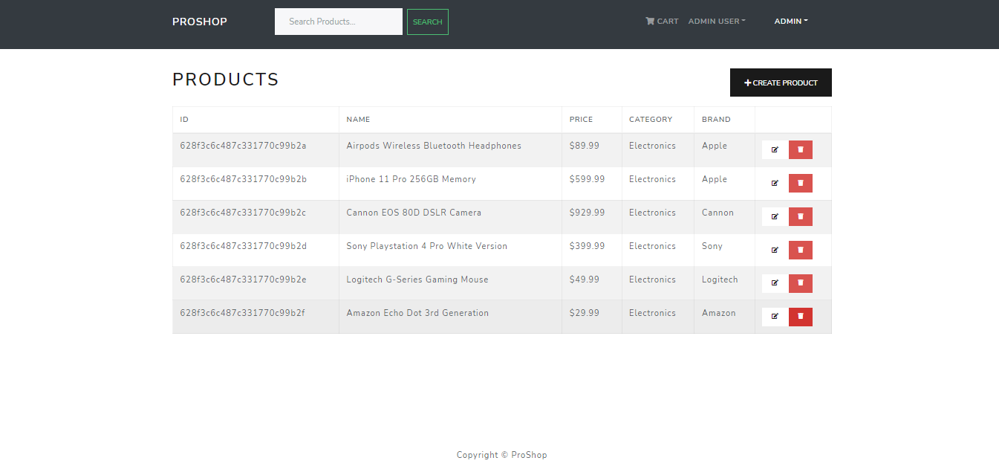 PROSHOP Search Products... SEARCH CART ADMIN USER ADMIN
PRODUCTS CREATE PRODUCT
ID NAME PRICE CATEGORY BRAND
628f3c6c487c331770c99b2a Airpods Wireless Bluetooth Headphones $89.99 Electronics Apple
628f3c6c487c331770c99b2b iPhone 11 Pro 256GB Memory $599.99 Electronics Apple
628f3c6c487c331770c99b2c Cannon EOS 80D DSLR Camera $929.99 Electronics Cannon
628f3c6c487c331770c99b2d Sony Playstation 4 Pro White Version $399.99 Electronics Sony
628f3c6c487c331770c99b2e Logitech G-Series Gaming Mouse $49.99 Electronics Logitech
628f3c6c487c331770c99b2f Amazon Echo Dot 3rd Generation $29.99 Electronics Amazon
Copyright © ProShop